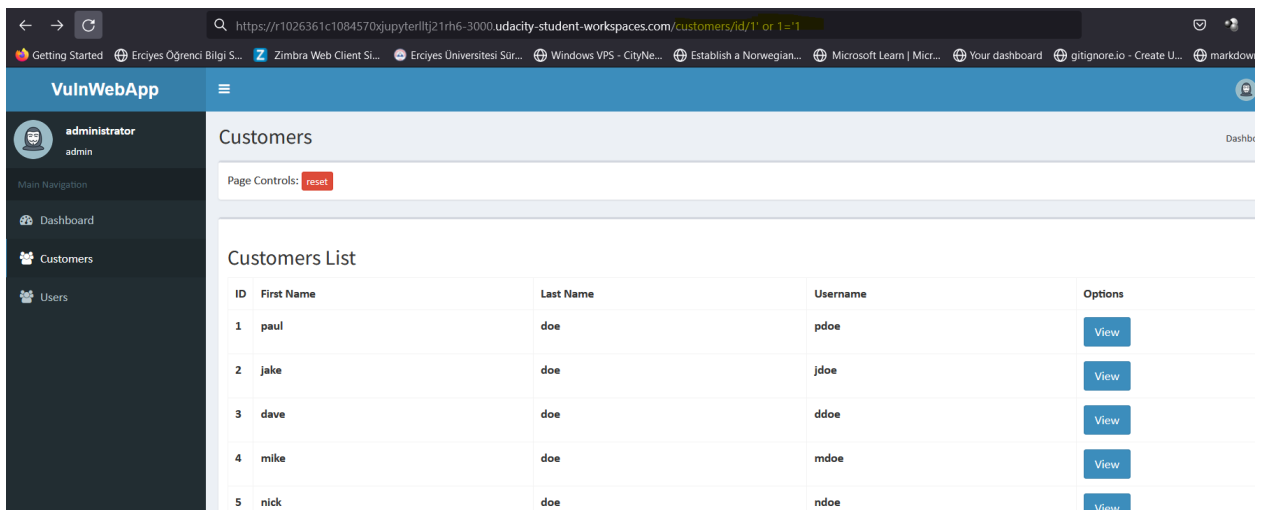 https://r1026361c1084570xjupyterlltj21rh6-3000.udacity-student-workspaces.com/customers/id/1' or 1='1
Getting Started Erciyes Öğrenci Bilgi S... Zimbra Web Client Si... Erciyes Üniversitesi Sür... Windows VPS - CityNe... Establish a Norwegian... Microsoft Learn | Micr... Your dashboard gitignore.io - Create U... markdow
VulnWebApp
administrator
admin
Customers
Dashbo
Main Navigation
Page Controls: reset
Dashboard
Customers
Users
Customers List
ID First Name Last Name Username Options
1 paul doe pdoe View
2 jake doe jdoe View
3 dave doe ddoe View
4 mike doe mdoe View
5 nick doe ndoe View